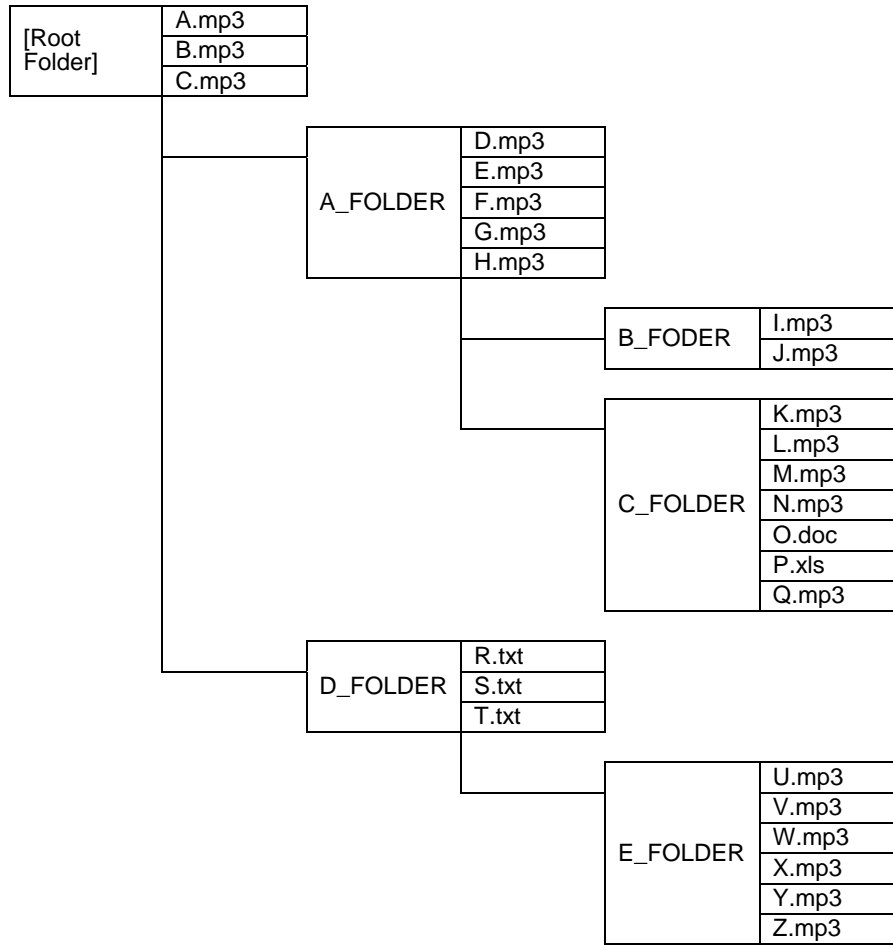 [Root
Folder]
A.mp3
B.mp3
C.mp3
A_FOLDER
D.mp3
E.mp3
F.mp3
G.mp3
H.mp3
B_FODER
I.mp3
J.mp3
C_FOLDER
K.mp3
L.mp3
M.mp3
N.mp3
O.doc
P.xls
Q.mp3
D_FOLDER
R.txt
S.txt
T.txt
E_FOLDER
U.mp3
V.mp3
W.mp3
X.mp3
Y.mp3
Z.mp3